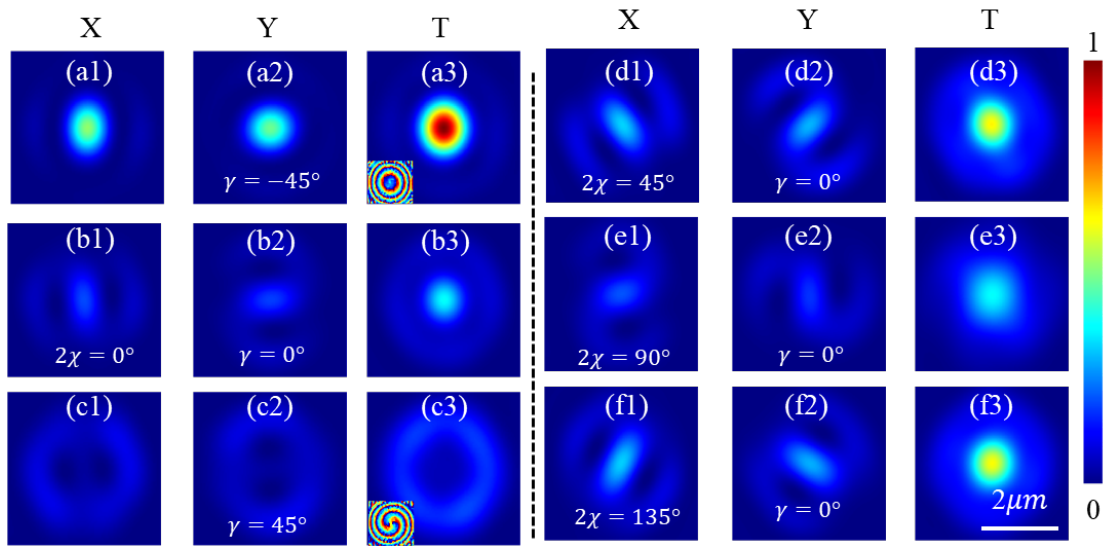 X Y T X Y T
(a1) (a2) (a3) (d1) (d2) (d3) 1
γ = −45° 2χ = 45° γ = 0°
(b1) (b2) (b3) (e1) (e2) (e3)
2χ = 0° γ = 0° 2χ = 90° γ = 0°
(c1) (c2) (c3) (f1) (f2) (f3)
γ = 45° 2χ = 135° γ = 0° 2μm 0